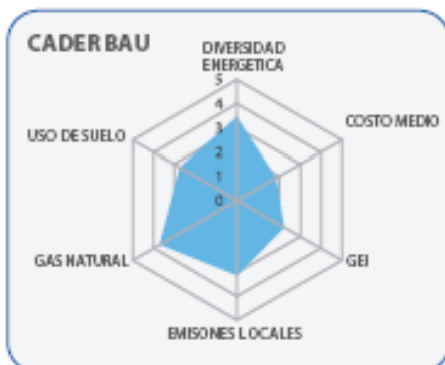 CADER BAU
DIVERSIDAD
ENERGETICA
5
4
3
2
1
0
COSTO MEDIO
USO DE SUELO
GAS NATURAL
GEI
EMISONES LOCALES